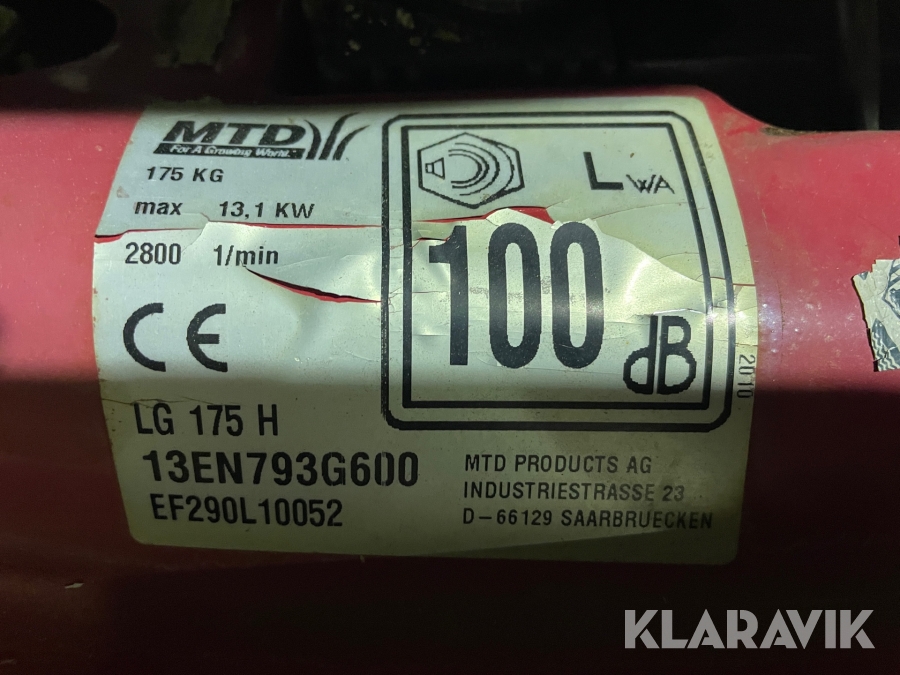 MTD
For A Growing World.
175 KG
max 13,1 KW
2800 1/min
CE
LWA
100
dB
2010
LG 175 H
13EN793G600
EF290L10052
MTD PRODUCTS AG
INDUSTRIESTRASSE 23
D-66129 SAARBRUECKEN
KLARAVIK